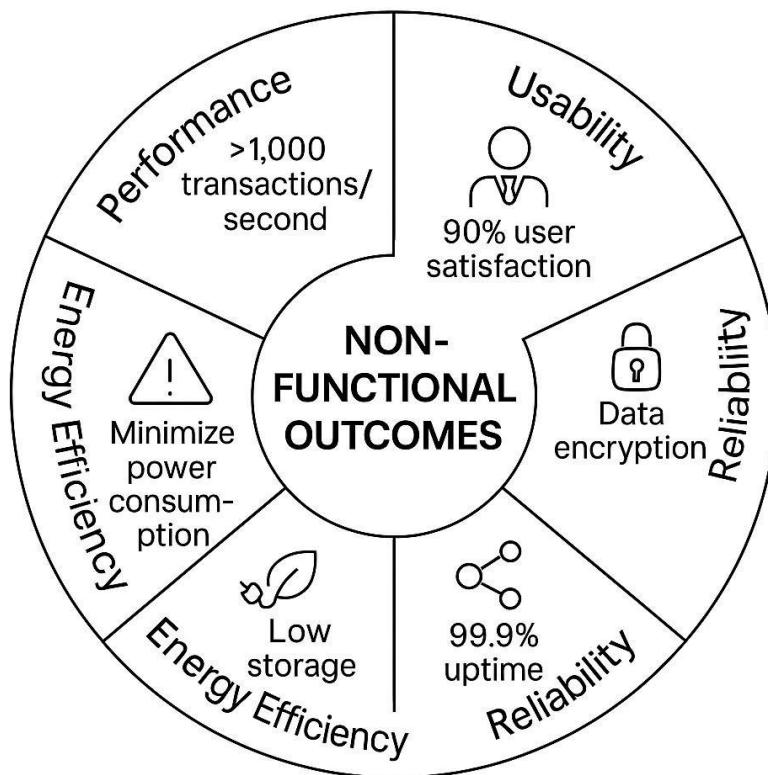 NON-
FUNCTIONAL
OUTCOMES
Performance
>1,000
transactions/
second
Usability
90% user
satisfaction
Reliability
Data
encryption
Reliability
99.9%
uptime
Energy Efficiency
Low
storage
Energy Efficiency
Minimize
power
consum-
ption